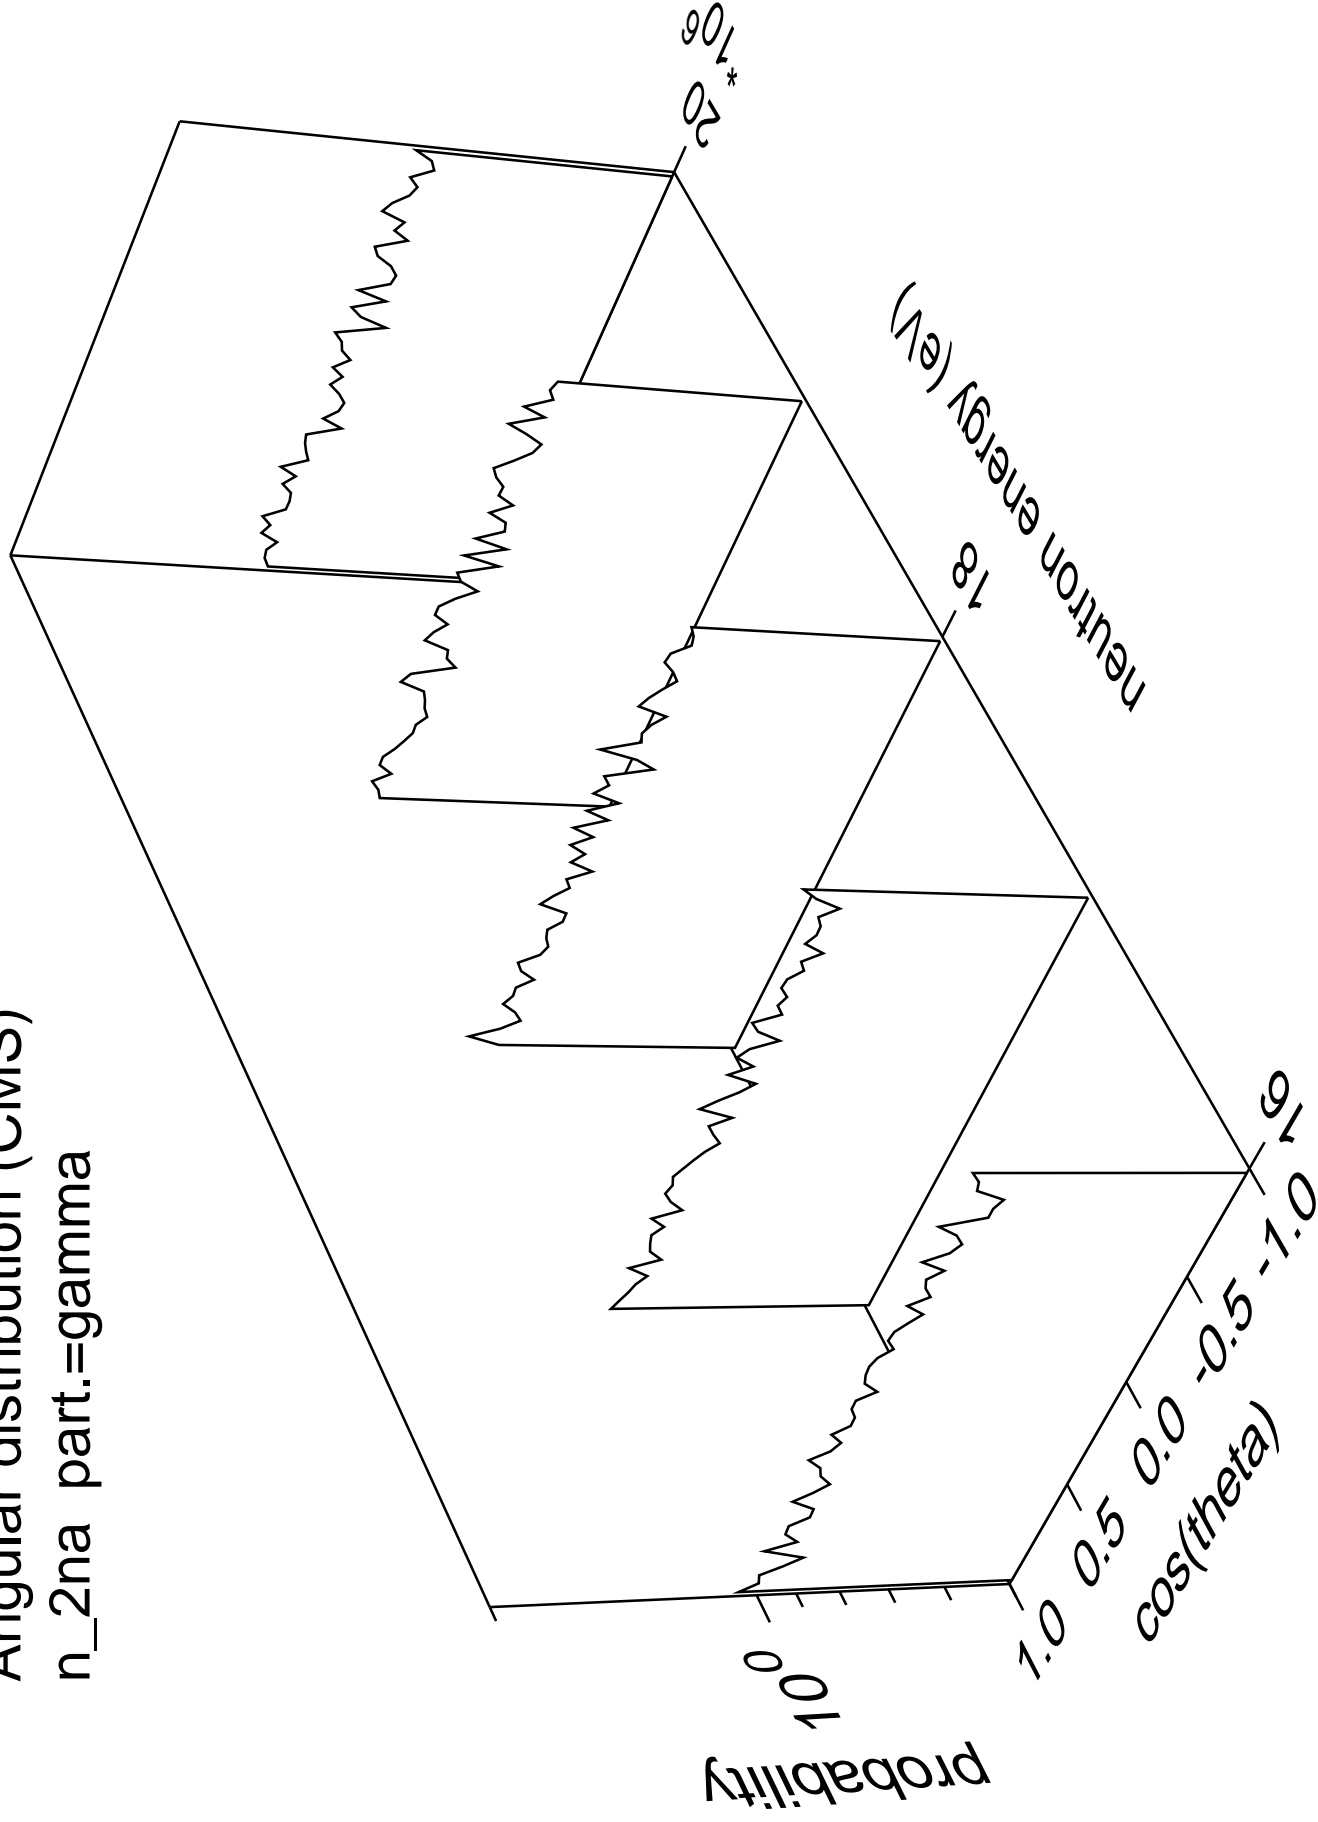 Angular distribution (CMS)
n_2na part.=gamma
probability
10 0
cos(theta)
1.0 0.5 0.0 -0.5 -1.0
neutron energy (eV)
16 18 20 * 10 6